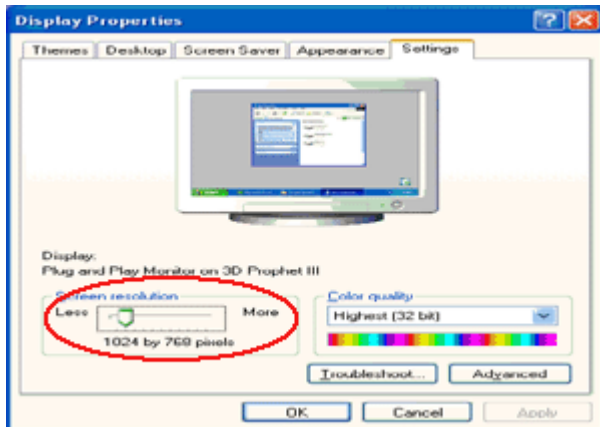 Display Properties
Themes Desktop Screen Saver Appearance Settings
Display:
Plug and Play Monitor on 3D Prophet III
Screen resolution
Less More
1024 by 768 pixels
Color quality
Highest (32 bit)
Troubleshoot... Advanced
OK Cancel Apply